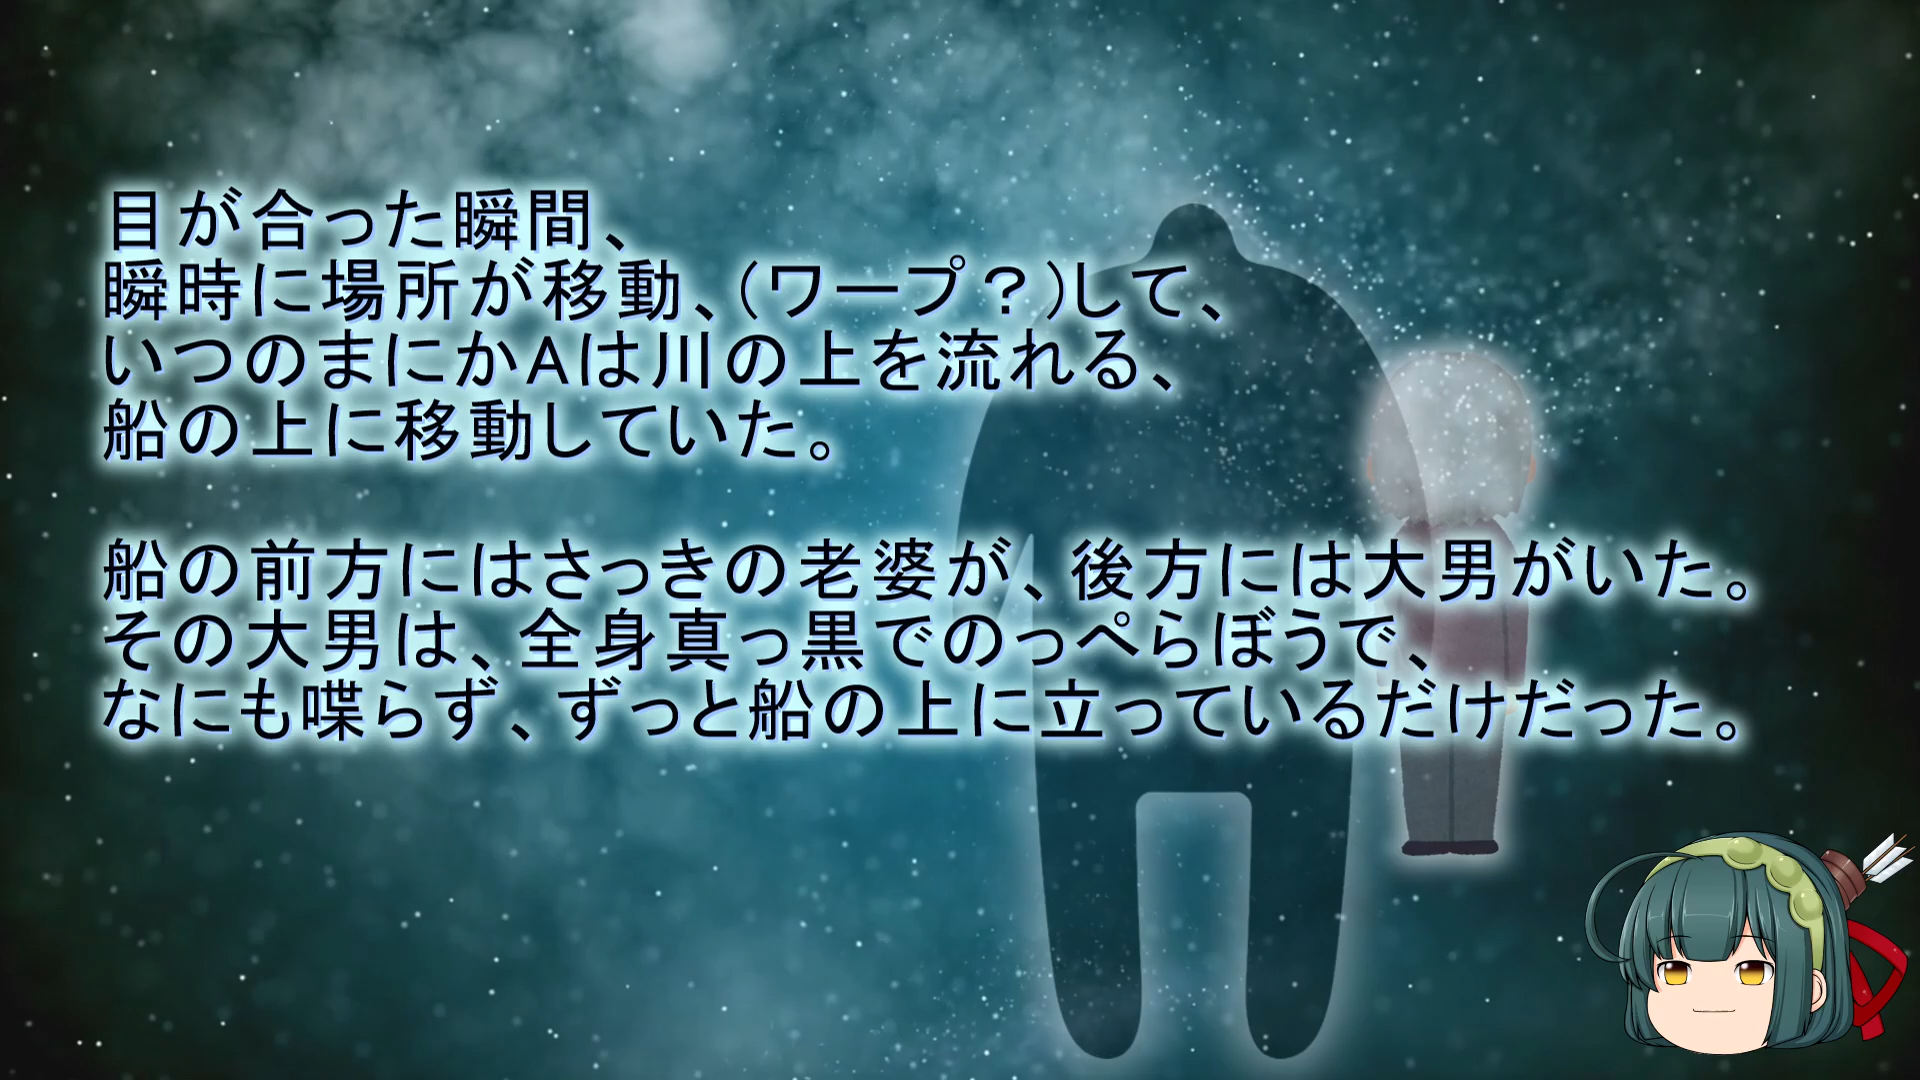 目が合った瞬間、
瞬時に場所が移動、(ワープ？)して、
いつのまにかAは川の上を流れる、
船の上に移動していた。
船の前方にはさっきの老婆が、後方には大男がいた。
その大男は、全身真っ黒でのっぺらぼうで、
なにも喋らず、ずっと船の上に立っているだけだった。